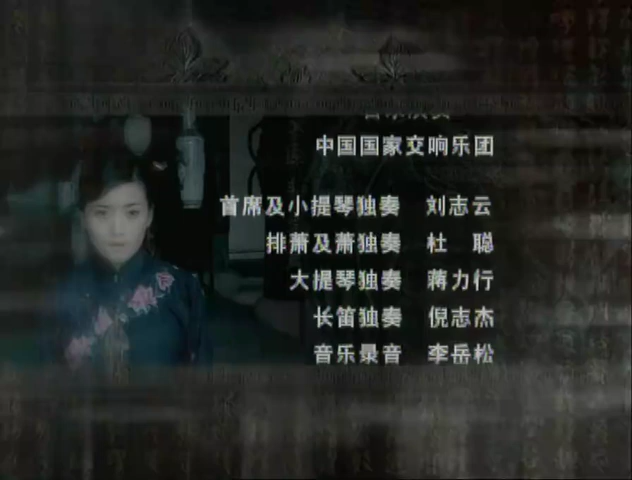 中国国家交响乐团
首席及小提琴独奏 刘志云
排萧及萧独奏 杜 聪
大提琴独奏 蒋力行
长笛独奏 倪志杰
音乐录音 李岳松